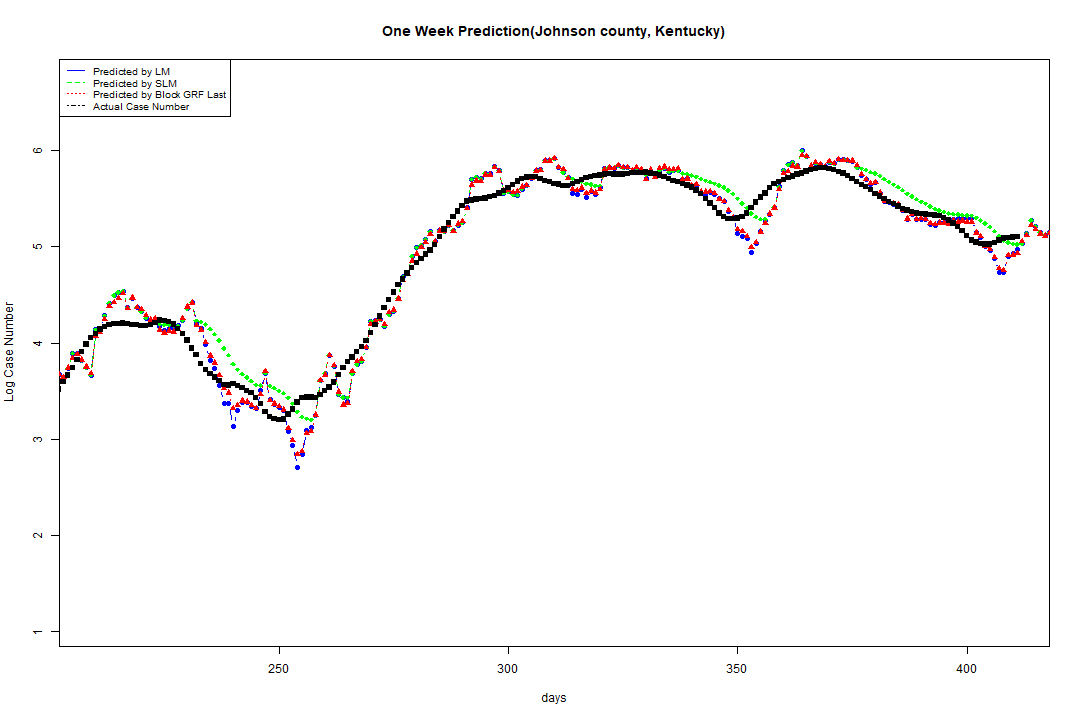 One Week Prediction(Johnson county, Kentucky)
Predicted by LM
Predicted by SLM
Predicted by Block GRF Last
Actual Case Number
6
5
4
3
2
1
Log Case Number
250 300 350 400
days